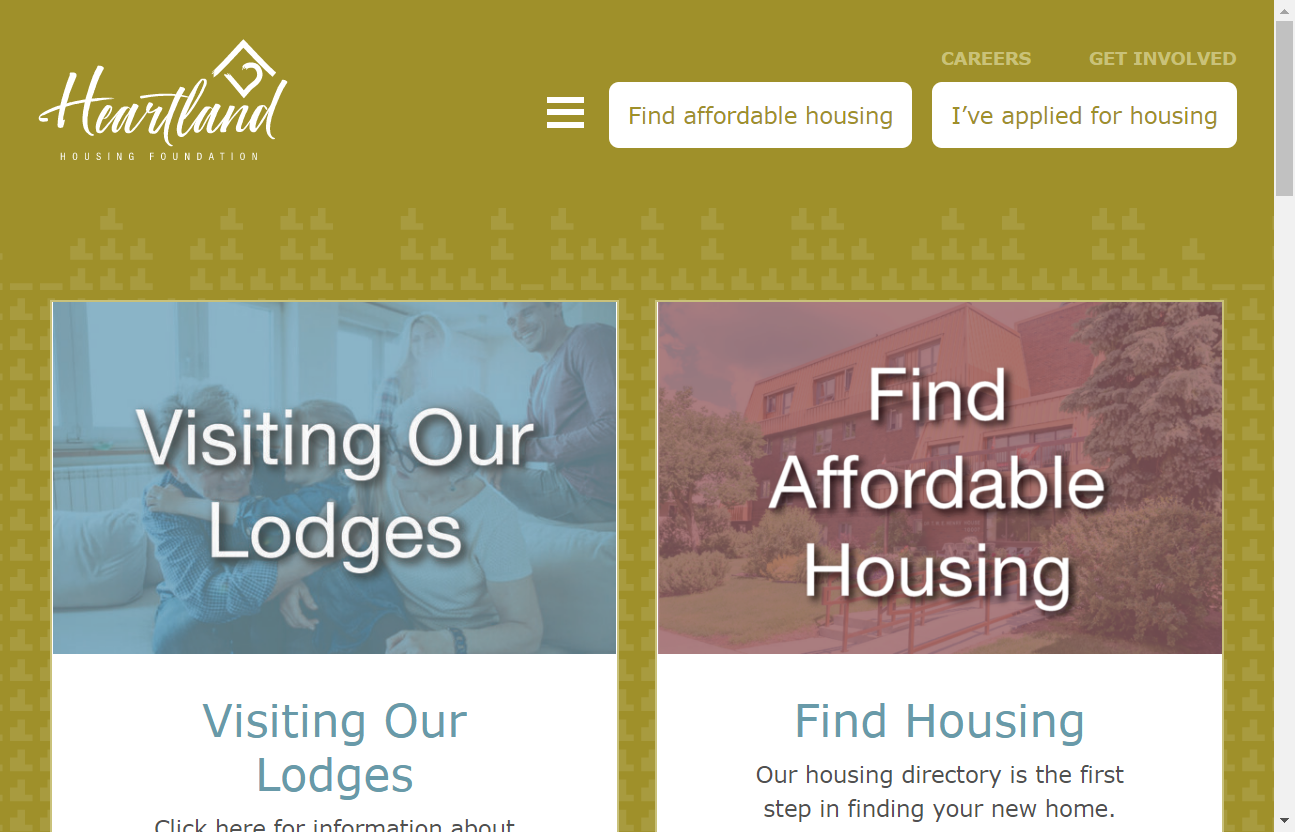 Heartland
HOUSING FOUNDATION
CAREERS
GET INVOLVED
Find affordable housing
I’ve applied for housing
Visiting Our
Lodges
Find
Affordable
Housing
Visiting Our
Lodges
Click here for information about
Find Housing
Our housing directory is the first
step in finding your new home.